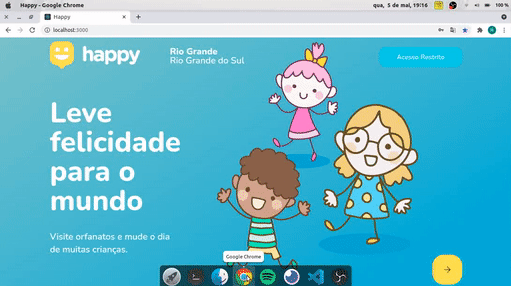 Happy - Google Chrome
qua, 5 de mai, 19:16
100 %
Happy
localhost:3000
happy
Rio Grande
Rio Grande do Sul
Acesso Restrito
Leve
felicidade
para o
mundo
Visite orfanatos e mude o dia
de muitas crianças.
Google Chrome